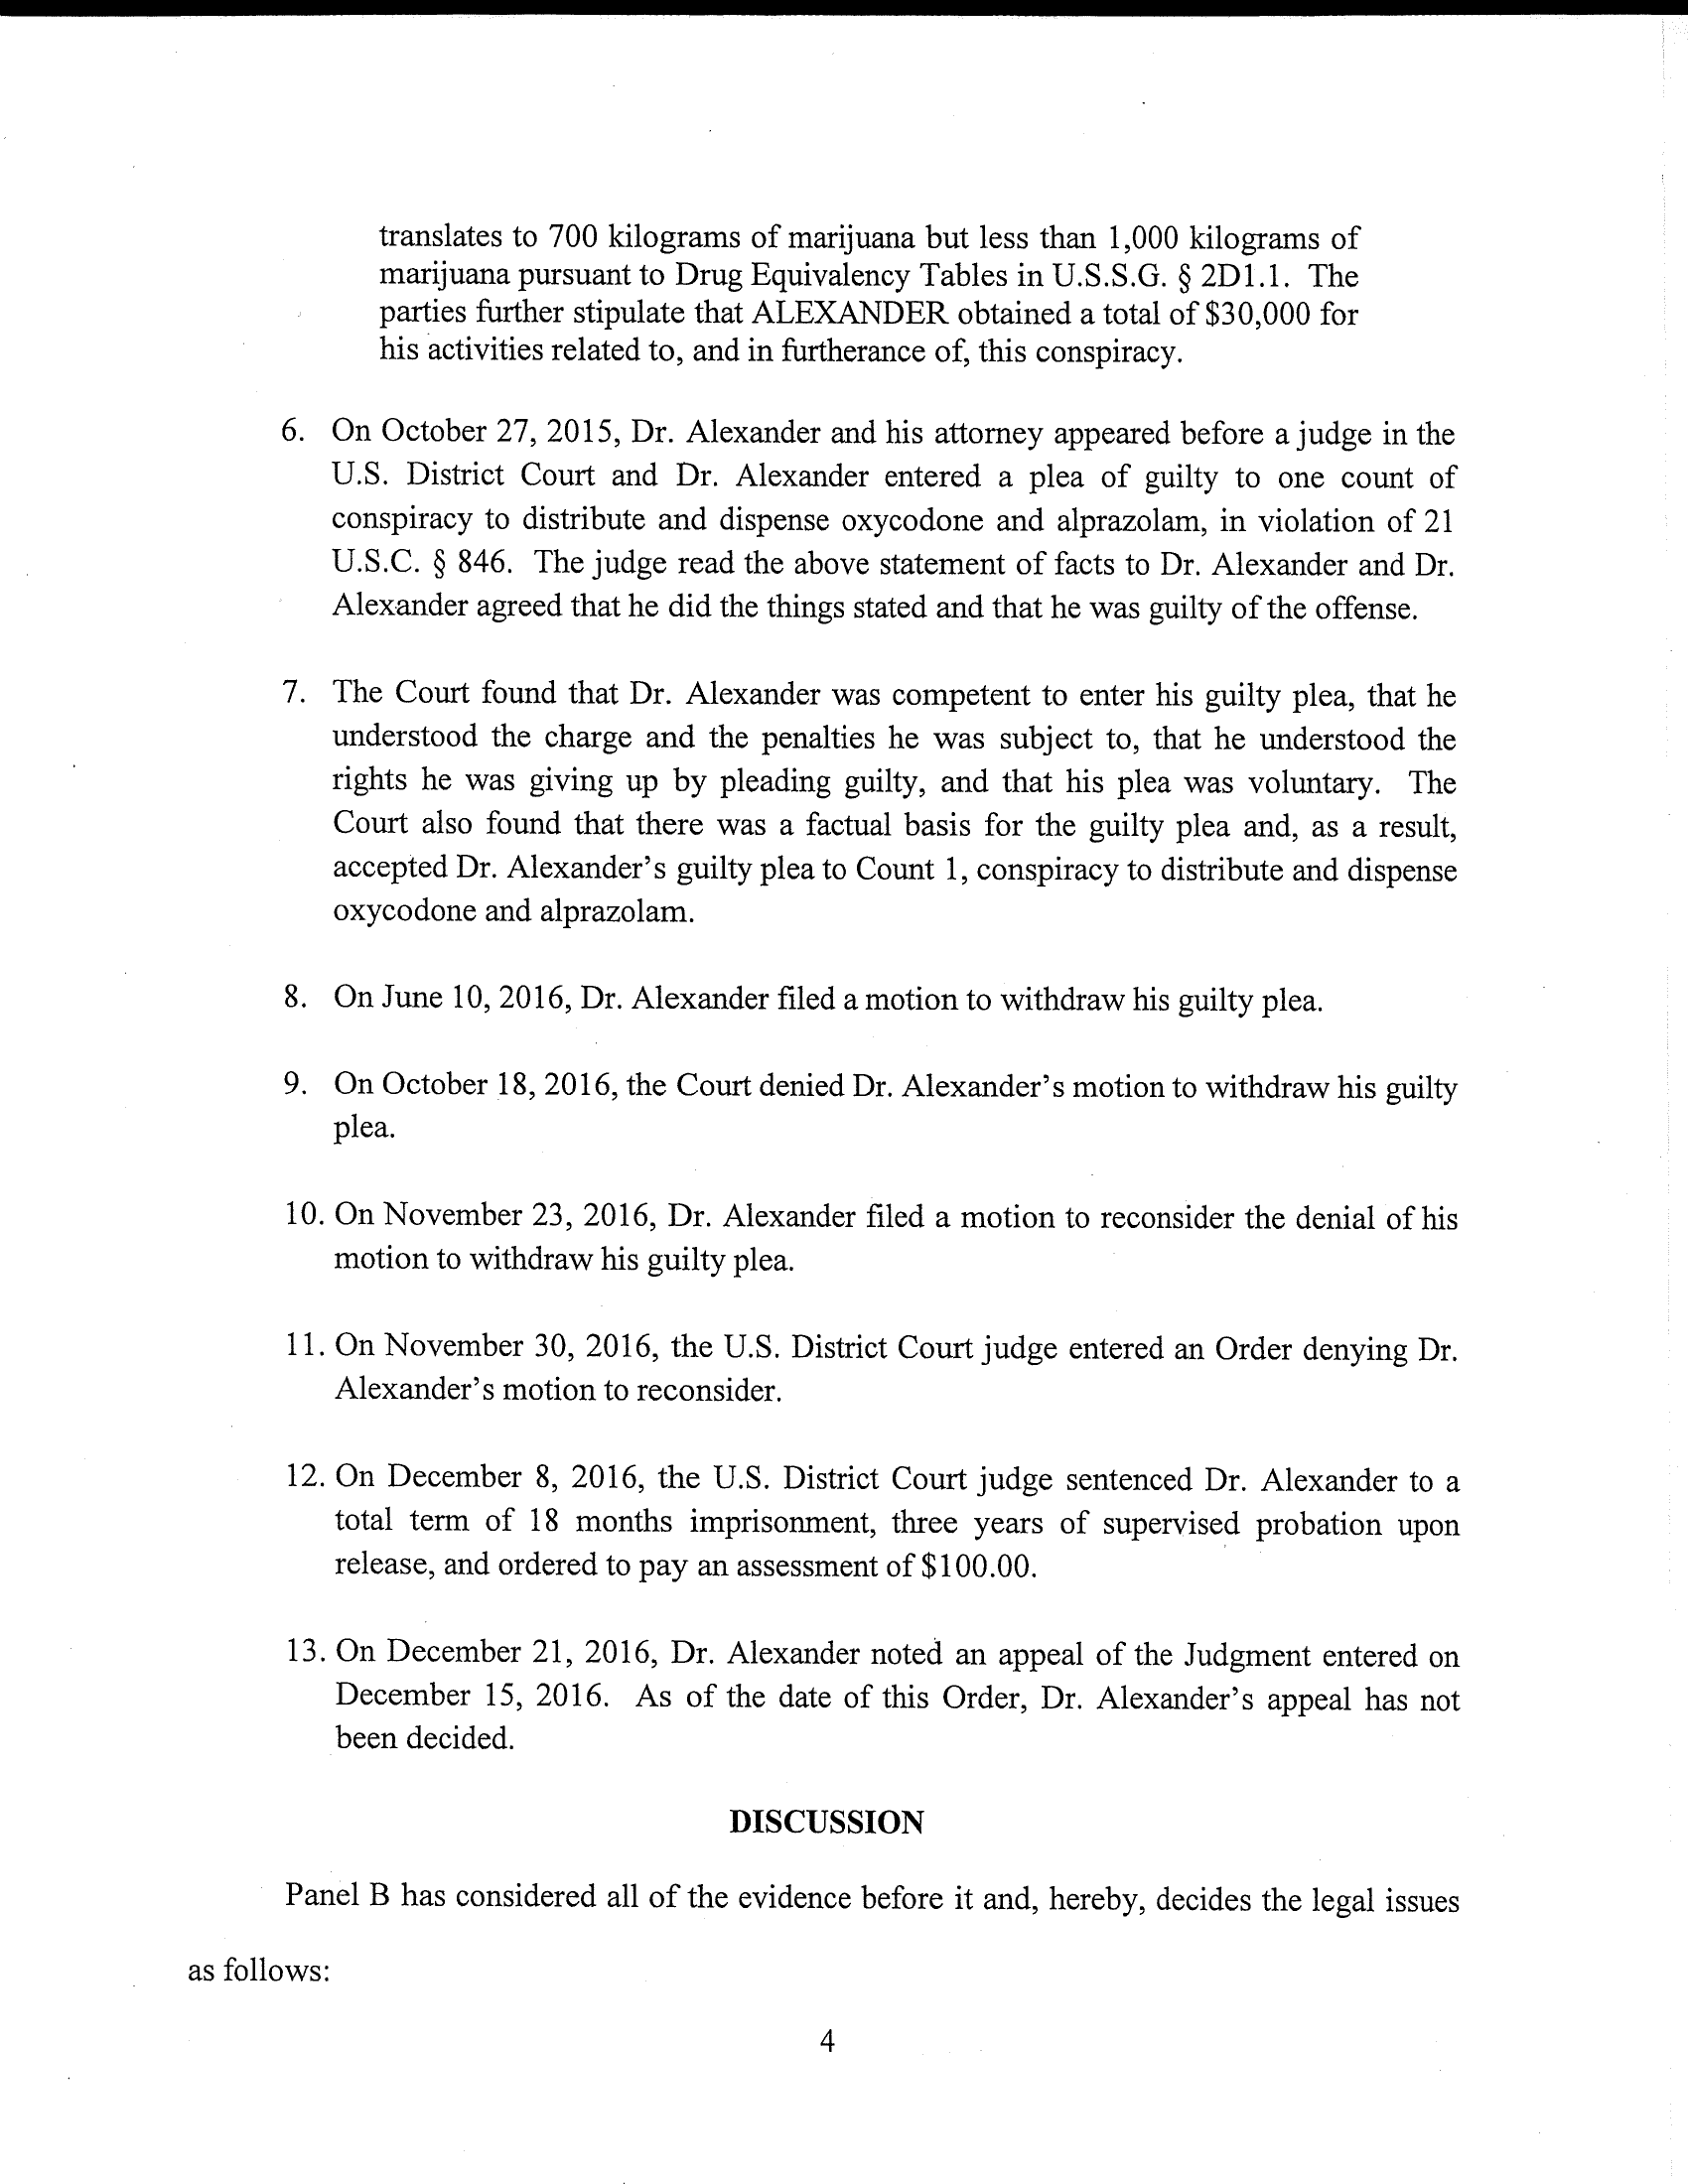 translates to 700 kilograms of marijuana but less than 1,000 kilograms of
marijuana pursuant to Drug Equivalency Tables in U.S.S.G. § 2D1.1. The
parties further stipulate that ALEXANDER obtained a total of $30,000 for
his activities related to, and in furtherance of, this conspiracy.
6. On October 27, 2015, Dr. Alexander and his attorney appeared before a judge in the
U.S. District Court and Dr. Alexander entered a plea of guilty to one count of
conspiracy to distribute and dispense oxycodone and alprazolam, in violation of 21
U.S.C. § 846. The judge read the above statement of facts to Dr. Alexander and Dr.
Alexander agreed that he did the things stated and that he was guilty of the offense.
7. The Court found that Dr. Alexander was competent to enter his guilty plea, that he
understood the charge and the penalties he was subject to, that he understood the
rights he was giving up by pleading guilty, and that his plea was voluntary. The
Court also found that there was a factual basis for the guilty plea and, as a result,
accepted Dr. Alexander's guilty plea to Count 1, conspiracy to distribute and dispense
oxycodone and alprazolam.
8. On June 10, 2016, Dr. Alexander filed a motion to withdraw his guilty plea.
9. On October 18, 2016, the Court denied Dr. Alexander's motion to withdraw his guilty
plea.
10. On November 23, 2016, Dr. Alexander filed a motion to reconsider the denial of his
motion to withdraw his guilty plea.
11. On November 30, 2016, the U.S. District Court judge entered an Order denying Dr.
Alexander's motion to reconsider.
12. On December 8, 2016, the U.S. District Court judge sentenced Dr. Alexander to a
total term of 18 months imprisonment, three years of supervised probation upon
release, and ordered to pay an assessment of $100.00.
13. On December 21, 2016, Dr. Alexander noted an appeal of the Judgment entered on
December 15, 2016. As of the date of this Order, Dr. Alexander's appeal has not
been decided.
DISCUSSION
Panel B has considered all of the evidence before it and, hereby, decides the legal issues
as follows:
4